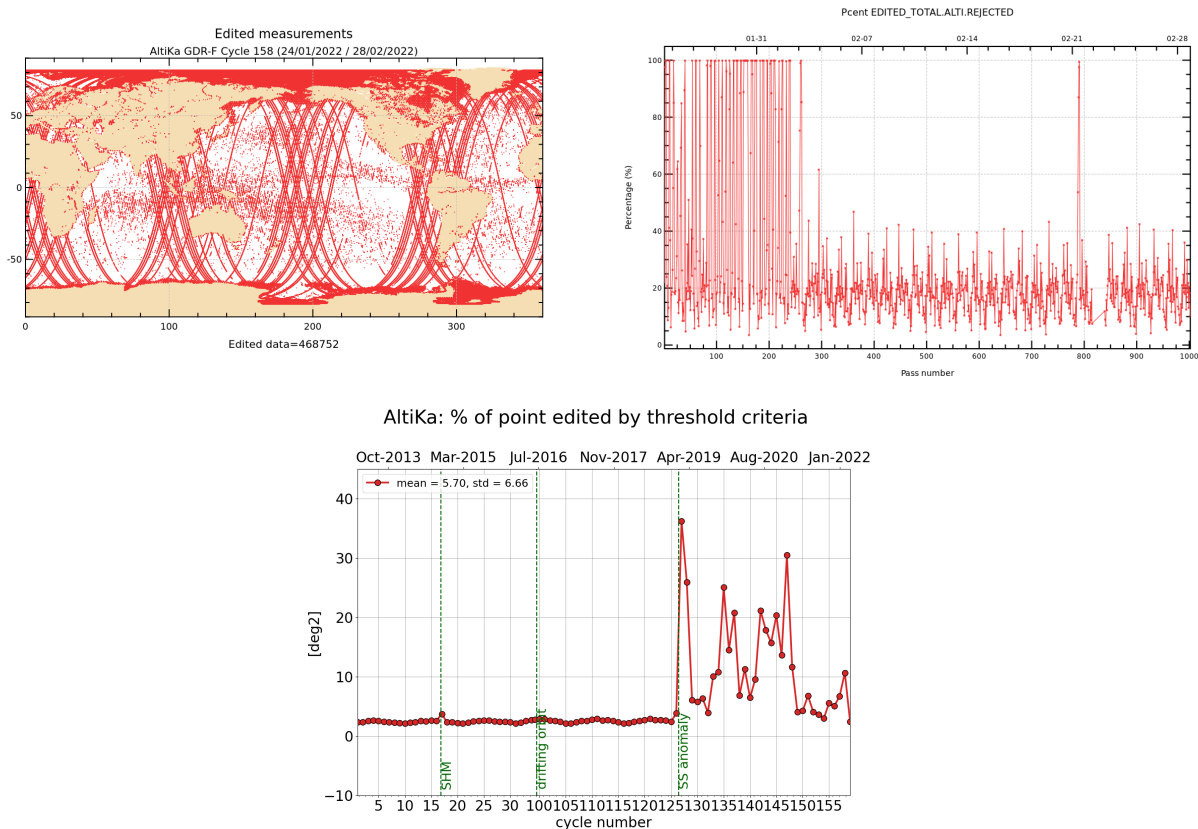 Edited measurements
AltiKa GDR-F Cycle 158 (24/01/2022 / 28/02/2022)
50
0
-50
0 100 200 300
Edited data=468752
Pcent EDITED_TOTAL.ALTI.REJECTED
01-31 02-07 02-14 02-21 02-28
Percentage (%)
100
80
60
40
20
0
100 200 300 400 500 600 700 800 900 1000
Pass number
AltiKa: % of point edited by threshold criteria
Oct-2013 Mar-2015 Jul-2016 Nov-2017 Apr-2019 Aug-2020 Jan-2022
mean = 5.70, std = 6.66
[deg2]
40
30
20
10
0
−10
SHM
drifting orbit
SS anomaly
5 10 15 20 25 30 100 105 110 115 120 125 130 135 140 145 150 155
cycle number